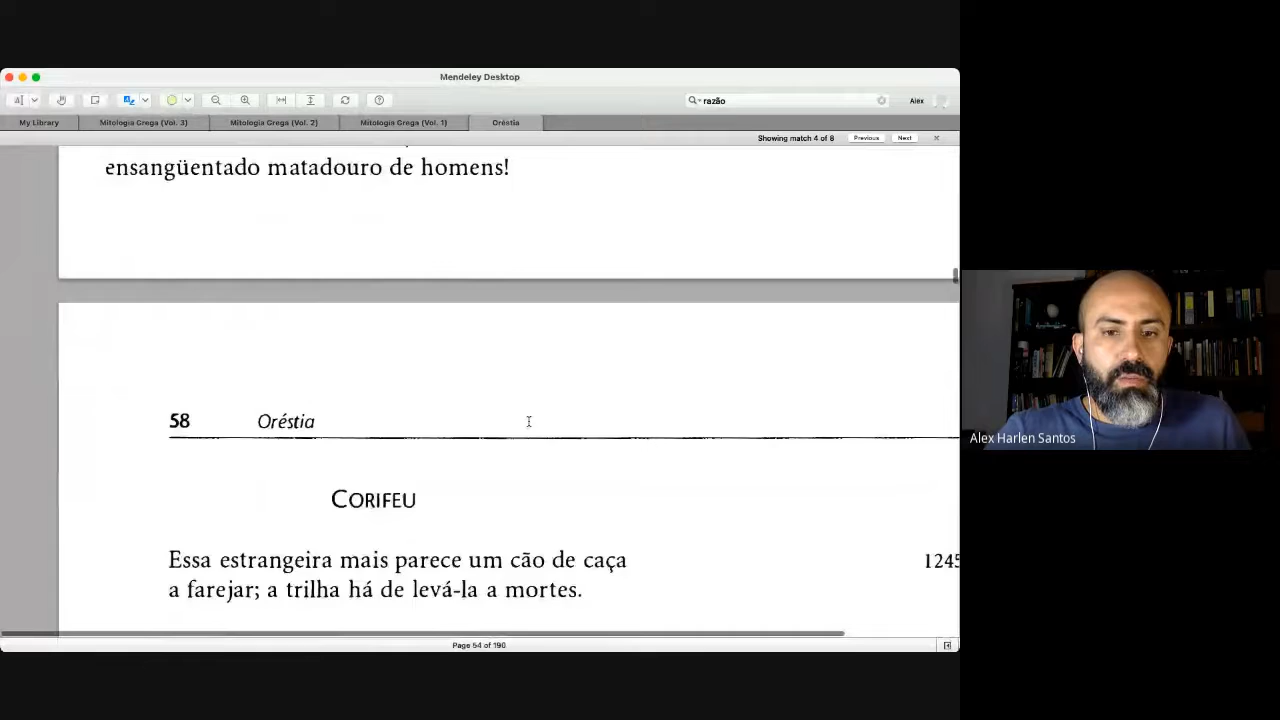 Mendeley Desktop
razão
Alex
My Library
Mitologia Grega (Vol. 3)
Mitologia Grega (Vol. 2)
Mitologia Grega (Vol. 1)
Oréstia
Showing match 4 of 8
Previous
Next
ensangüentado matadouro de homens!
58 Oréstia
CORIFEU
Essa estrangeira mais parece um cão de caça 1245
a farejar; a trilha há de levá-la a mortes.
Page 54 of 190
Alex Harlen Santos